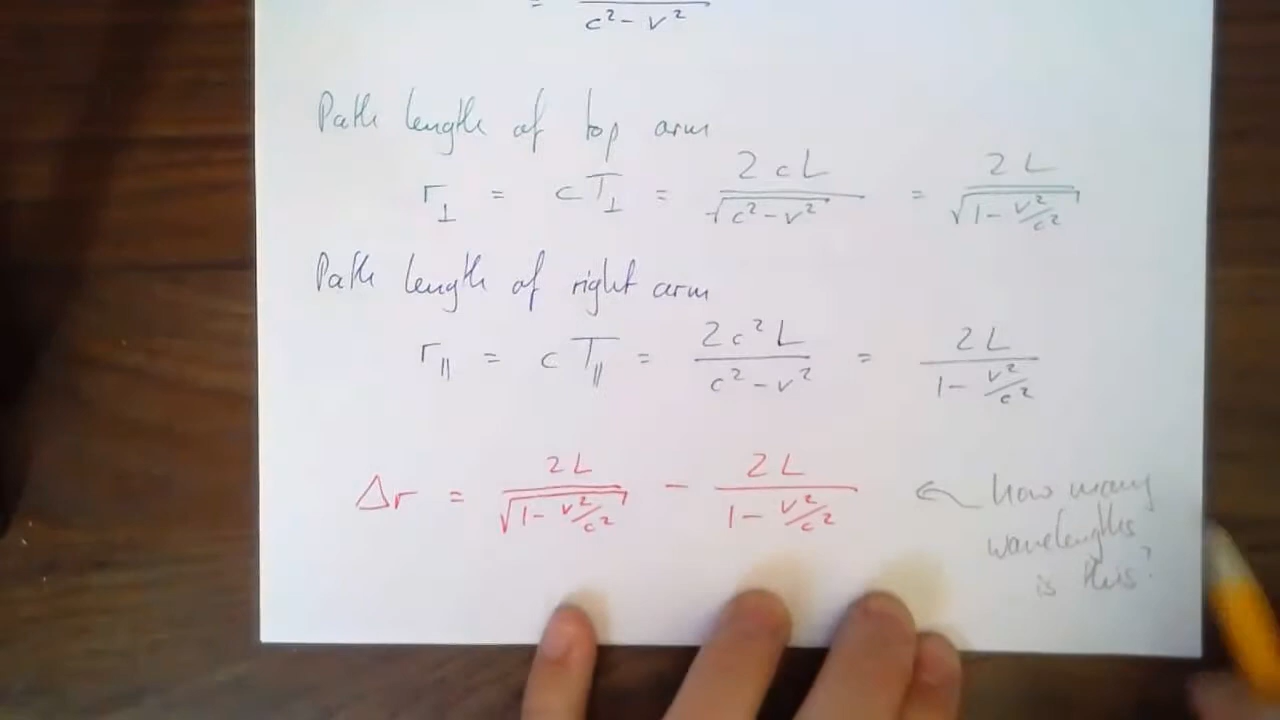 = c² - v²
Path length of top arm
r⊥ = cT⊥ = 2cL / √(c² - v²) = 2L / √(1 - v²/c²)
Path length of right arm
r∥ = cT∥ = 2c²L / (c² - v²) = 2L / (1 - v²/c²)
Δr = 2L / √(1 - v²/c²) - 2L / (1 - v²/c²)
← how many
wavelengths
is this?